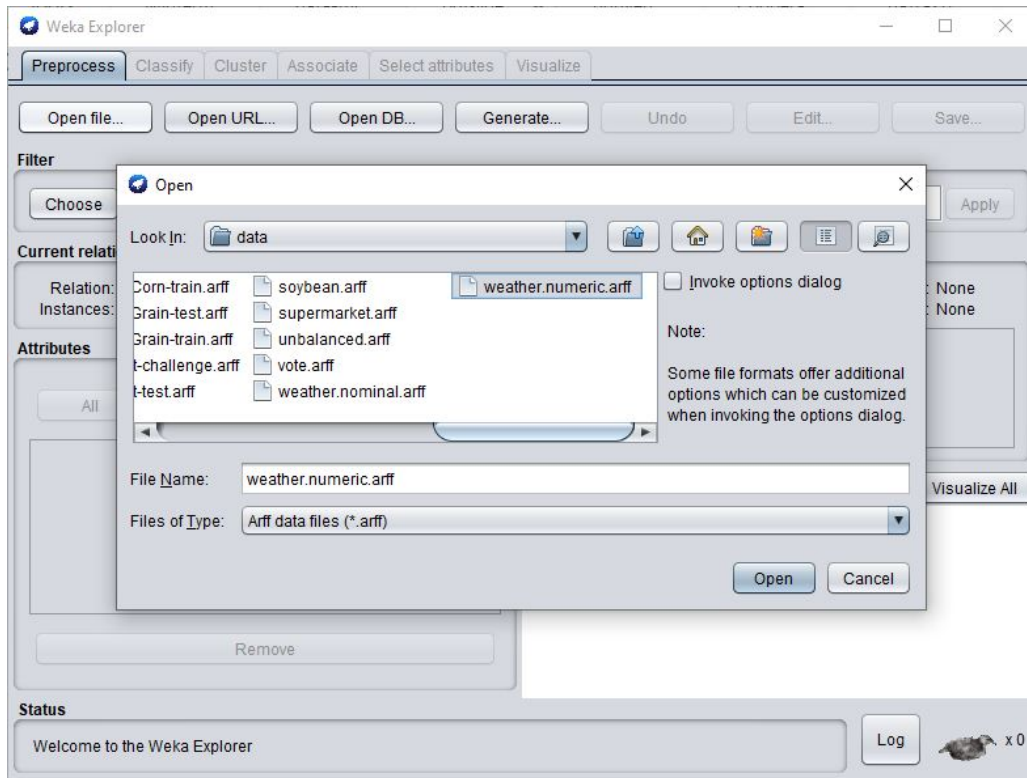 Weka Explorer
Preprocess Classify Cluster Associate Select attributes Visualize
Open file... Open URL... Open DB... Generate... Undo Edit... Save...
Filter
Choose
Apply
Open
Look In: data
Current relati
Relation:
Instances:
: None
: None
Corn-train.arff soybean.arff weather.numeric.arff
Grain-test.arff supermarket.arff
Grain-train.arff unbalanced.arff
t-challenge.arff vote.arff
t-test.arff weather.nominal.arff
Invoke options dialog
Note:
Some file formats offer additional
options which can be customized
when invoking the options dialog.
Attributes
All
File Name: weather.numeric.arff
Visualize All
Files of Type: Arff data files (*.arff)
Open Cancel
Remove
Status
Welcome to the Weka Explorer
Log
x 0